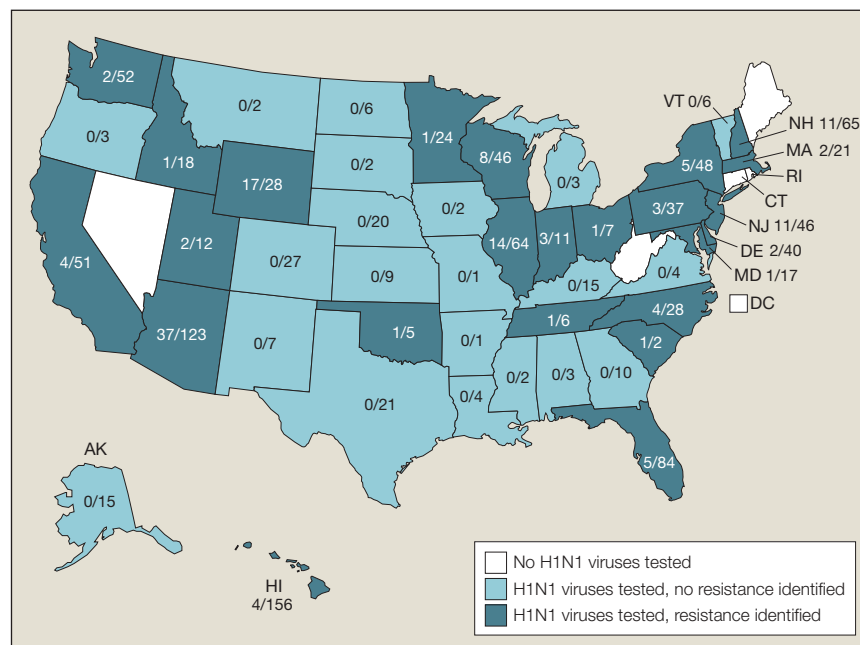 2/52
0/2
0/6
VT 0/6
NH 11/65
0/3
1/24
MA 2/21
1/18
8/46
5/48
RI
0/2
0/3
CT
17/28
3/37
0/2
NJ 11/46
0/20
1/7
2/12
14/64
3/11
DE 2/40
4/51
0/27
0/9
0/1
0/4
MD 1/17
0/15
DC
37/123
1/5
1/6
4/28
0/7
0/1
1/2
0/2
0/3
0/10
0/21
0/4
5/84
AK
0/15
HI
4/156
No H1N1 viruses tested
H1N1 viruses tested, no resistance identified
H1N1 viruses tested, resistance identified